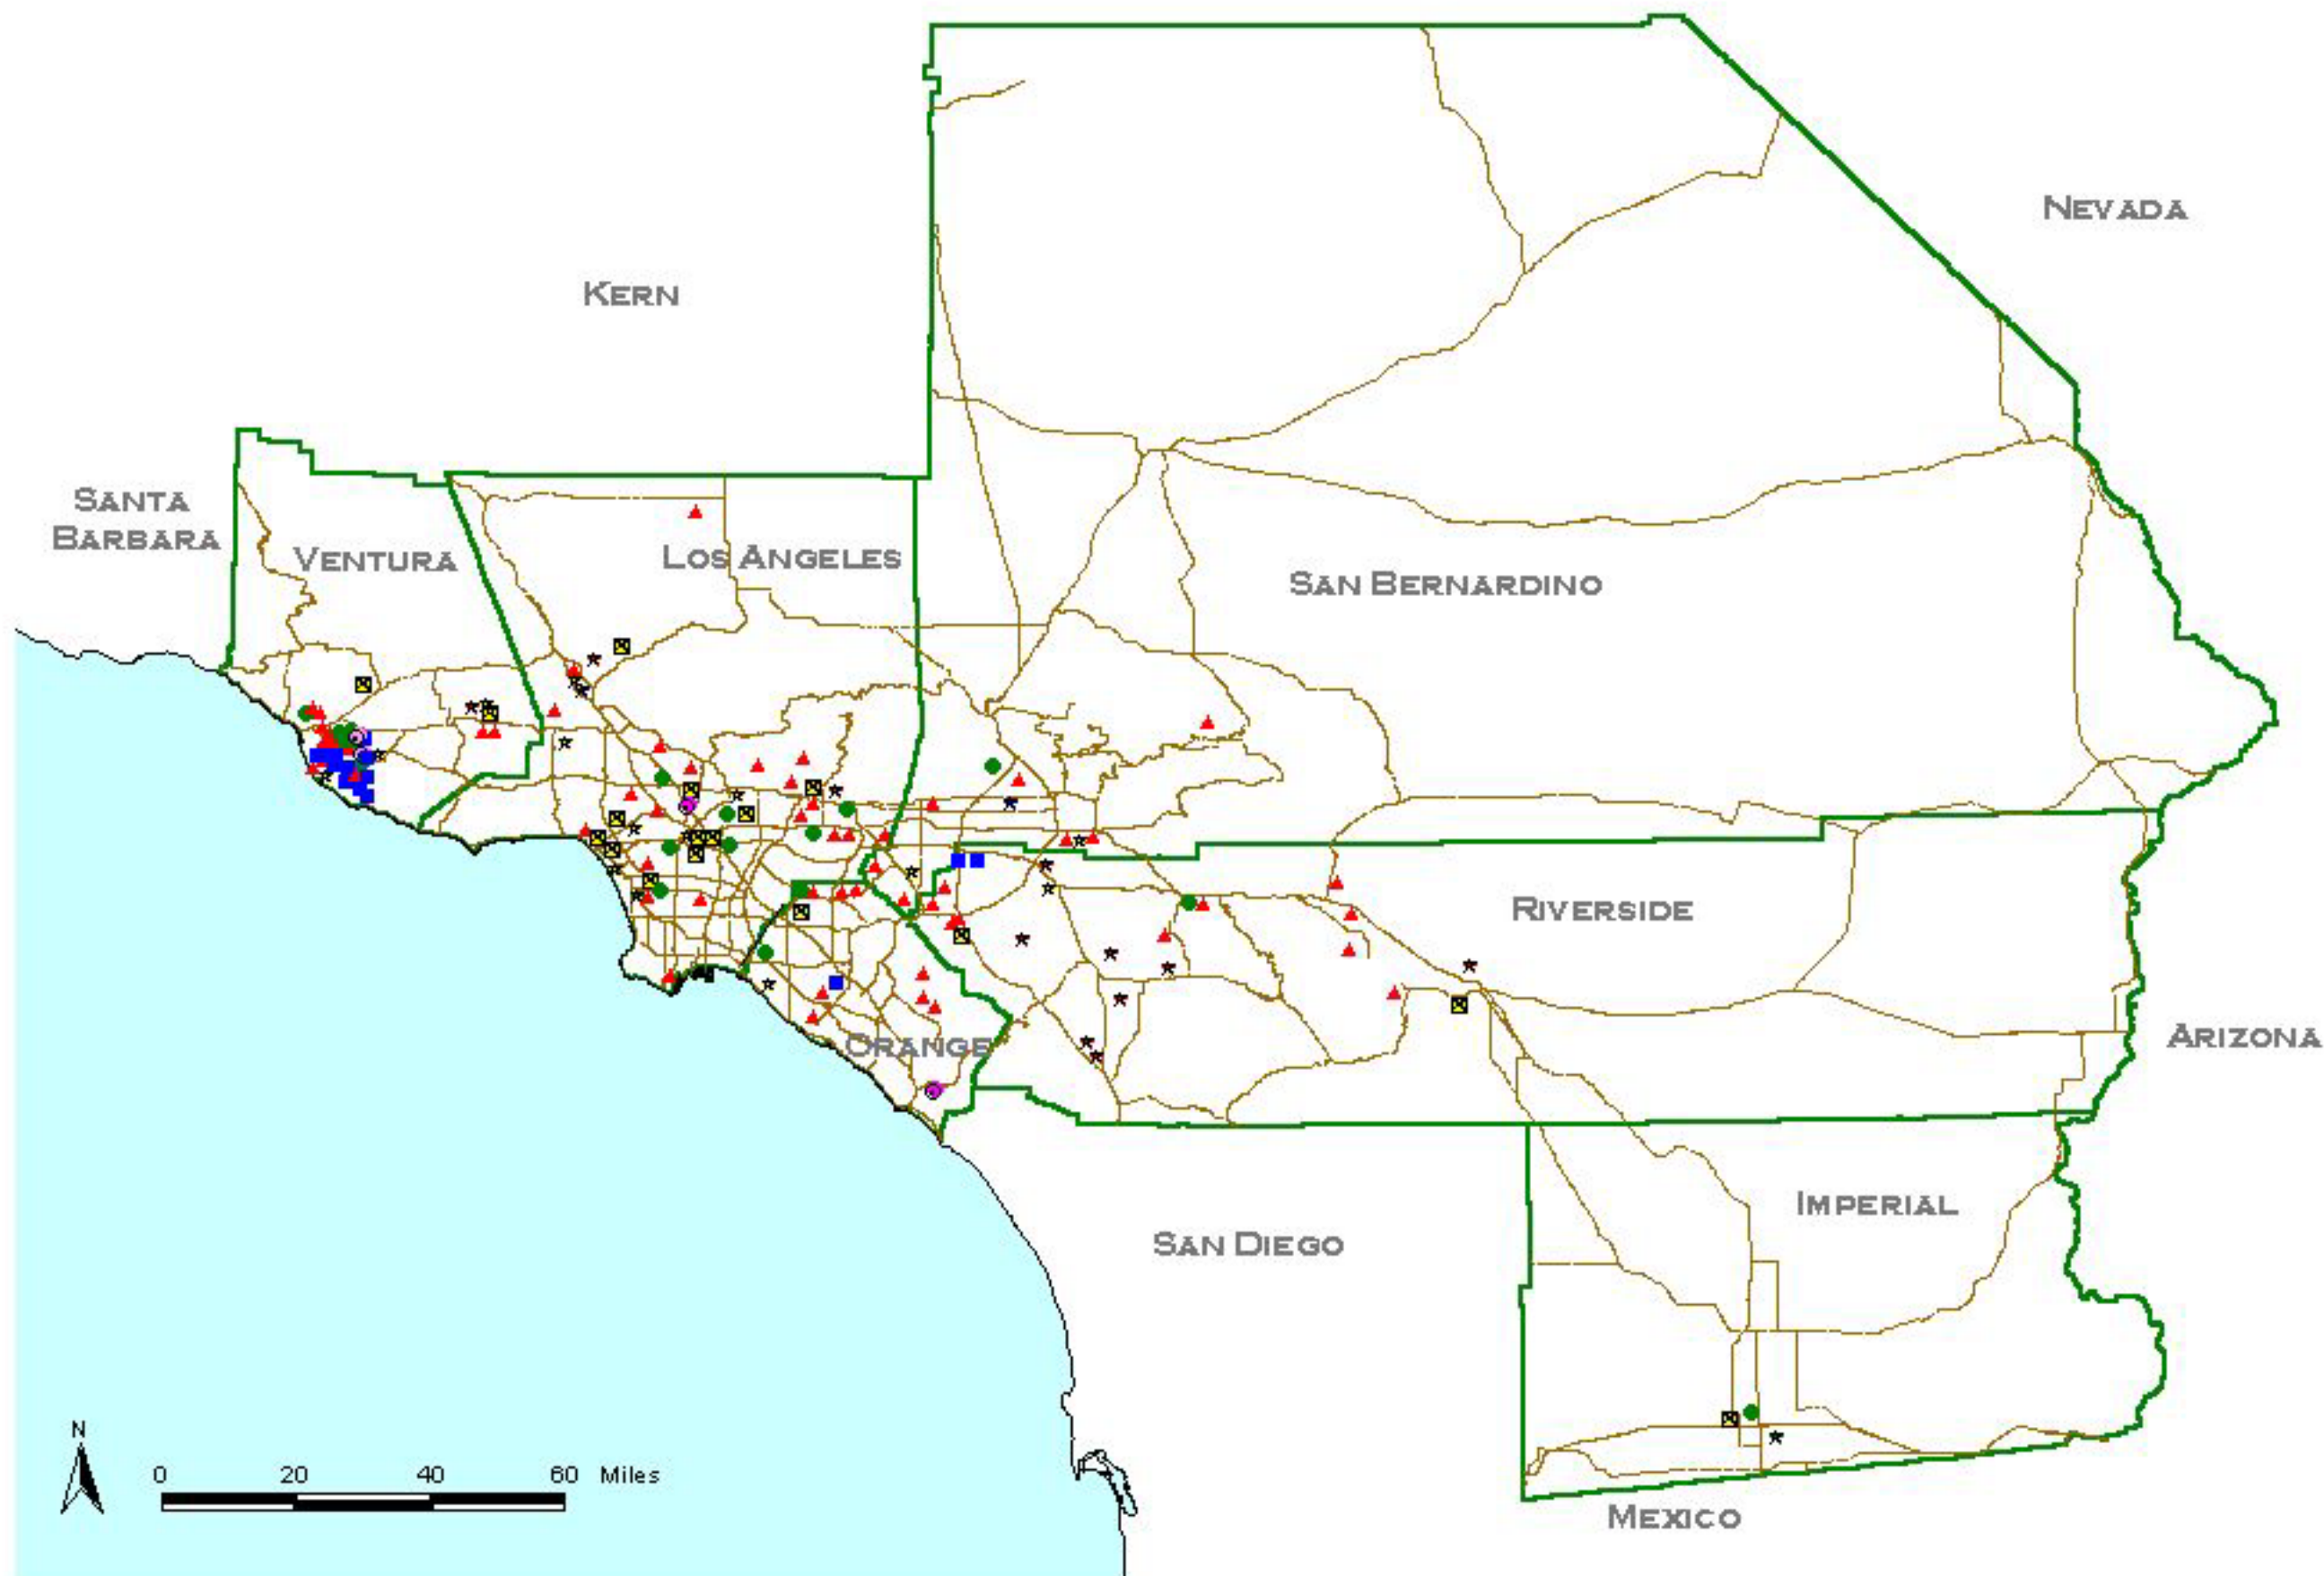 NEVADA
KERN
SANTA
BARBARA
VENTURA
LOS ANGELES
SAN BERNARDINO
RIVERSIDE
ARIZONA
ORANGE
IMPERIAL
SAN DIEGO
N
0 20 40 60 Miles
MEXICO